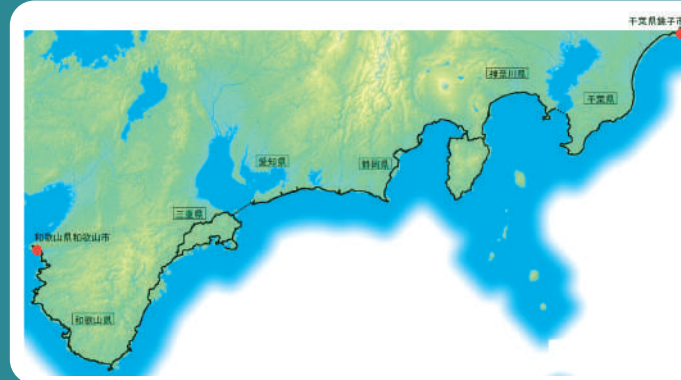 千葉県銚子市
神奈川県
千葉県
愛知県
静岡県
三重県
和歌山県和歌山市
和歌山県